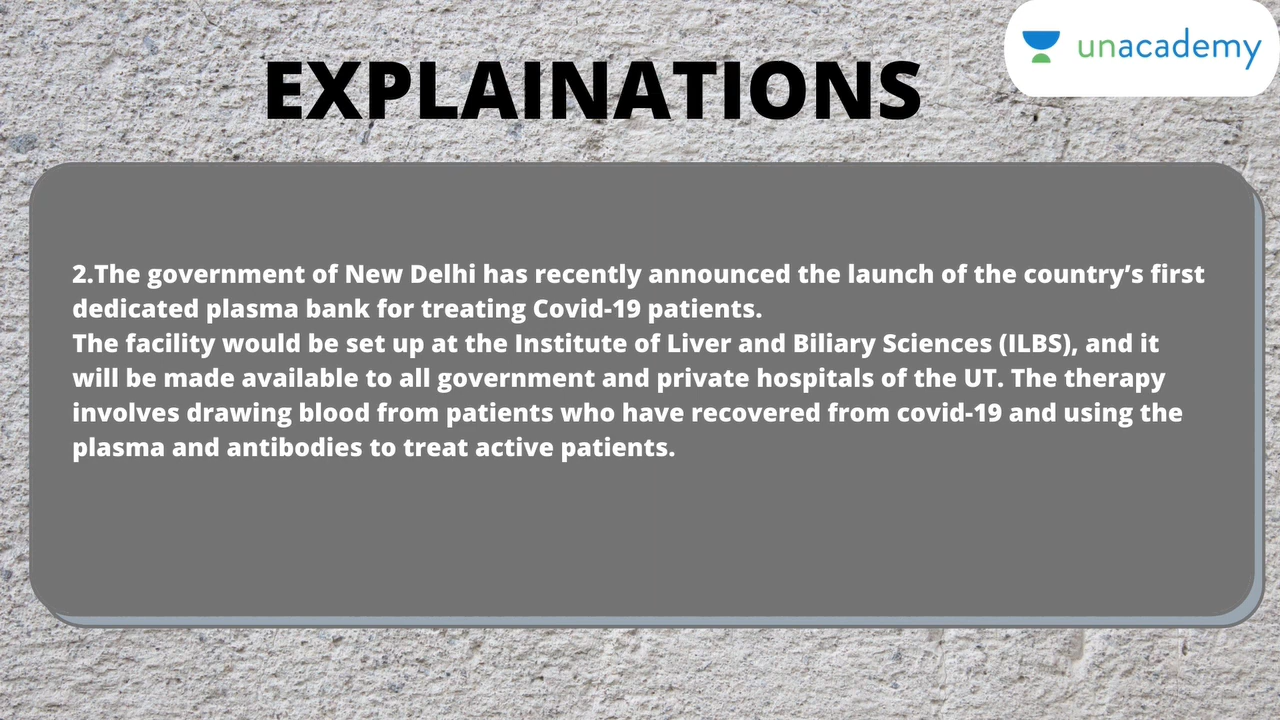 unacademy
EXPLAINATIONS
2.The government of New Delhi has recently announced the launch of the country’s first
dedicated plasma bank for treating Covid-19 patients.
The facility would be set up at the Institute of Liver and Biliary Sciences (ILBS), and it
will be made available to all government and private hospitals of the UT. The therapy
involves drawing blood from patients who have recovered from covid-19 and using the
plasma and antibodies to treat active patients.